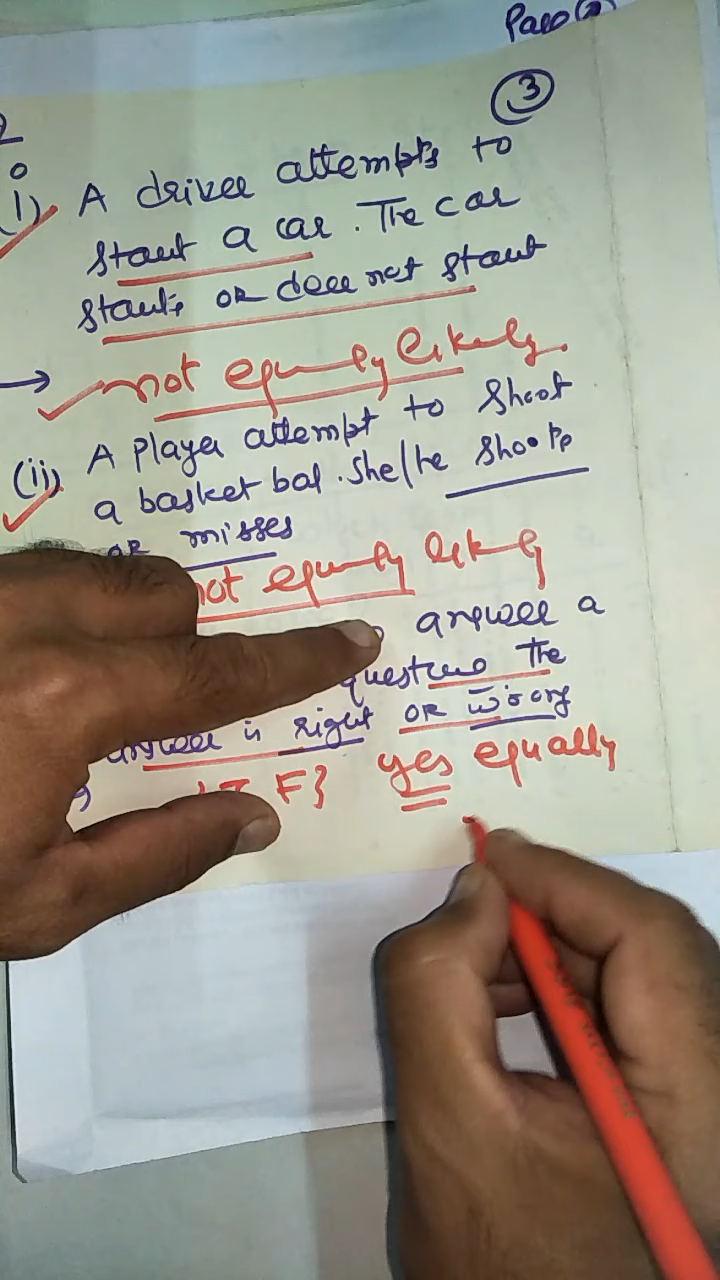 3
(i) A driver attempts to
start a car. The car
starts or does not start
→ not equally likely.
(ii) A player attempt to shoot
a basket bal. she/he shoots
or misses
not equally likely
answer a
question the
answer is right or wrong
F} yes equally